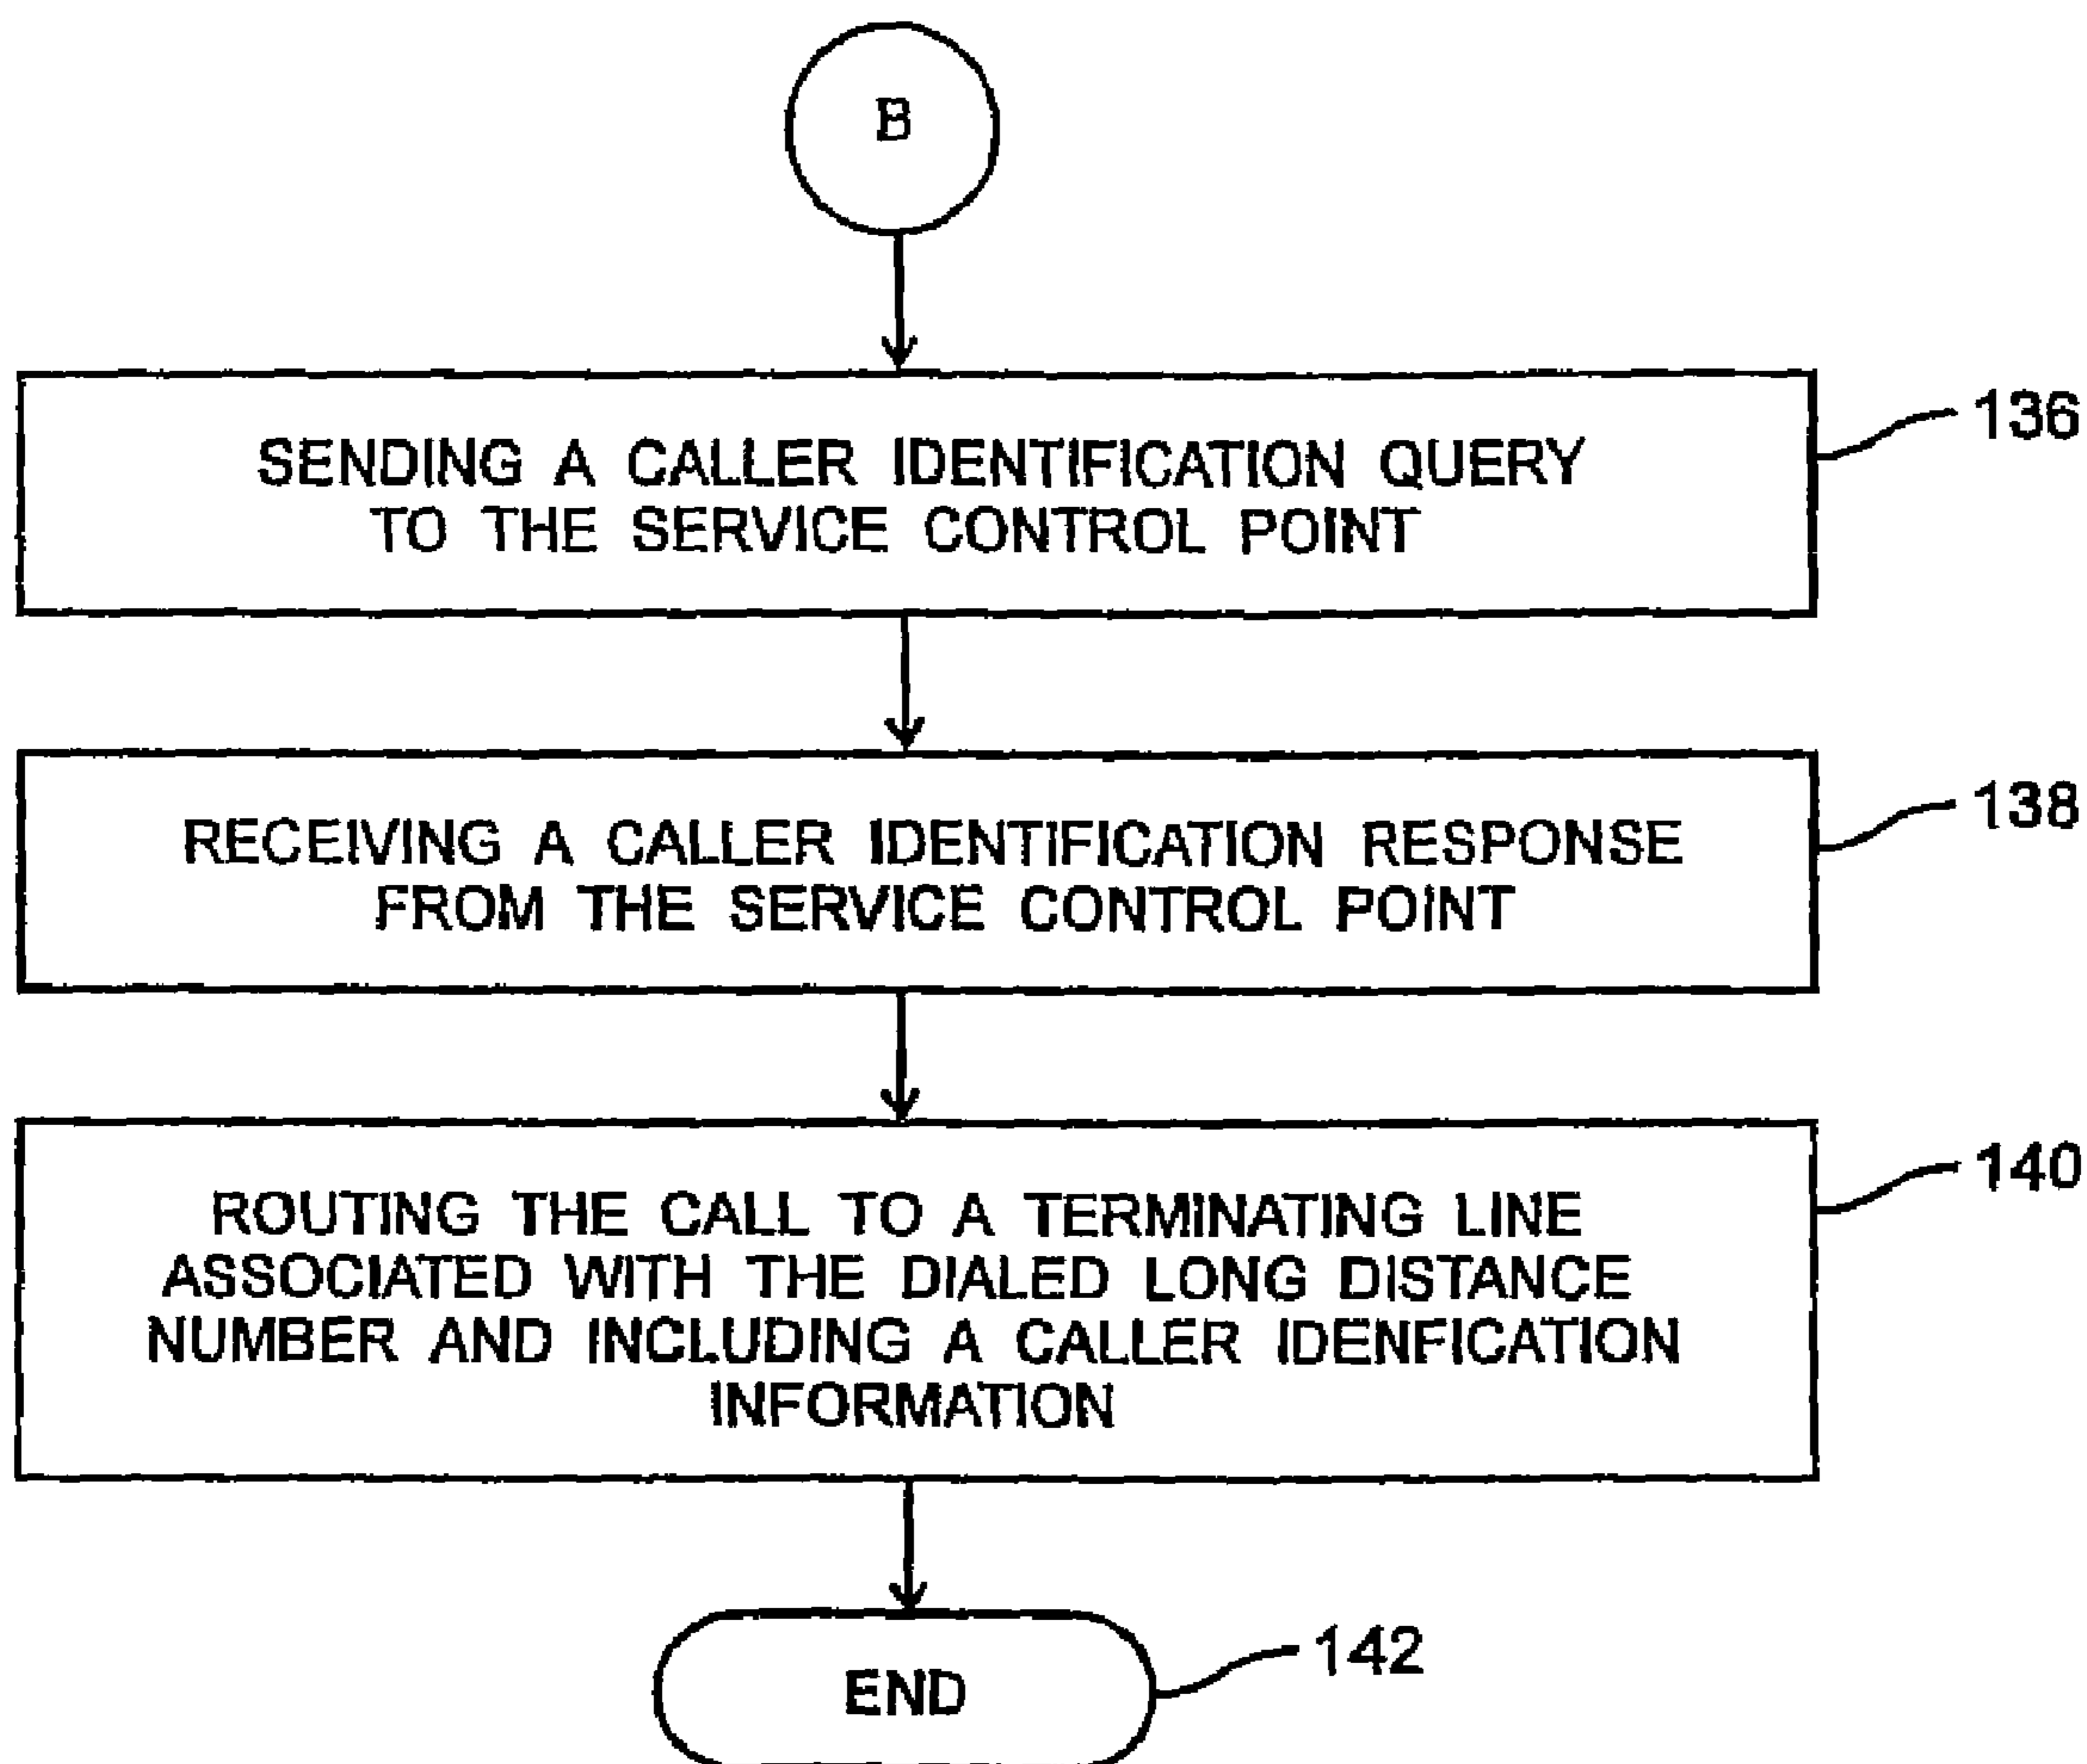 B
SENDING A CALLER IDENTIFICATION QUERY
TO THE SERVICE CONTROL POINT
136
RECEIVING A CALLER IDENTIFICATION RESPONSE
FROM THE SERVICE CONTROL POINT
138
ROUTING THE CALL TO A TERMINATING LINE
ASSOCIATED WITH THE DIALED LONG DISTANCE
NUMBER AND INCLUDING A CALLER IDENFICATION
INFORMATION
140
END
142